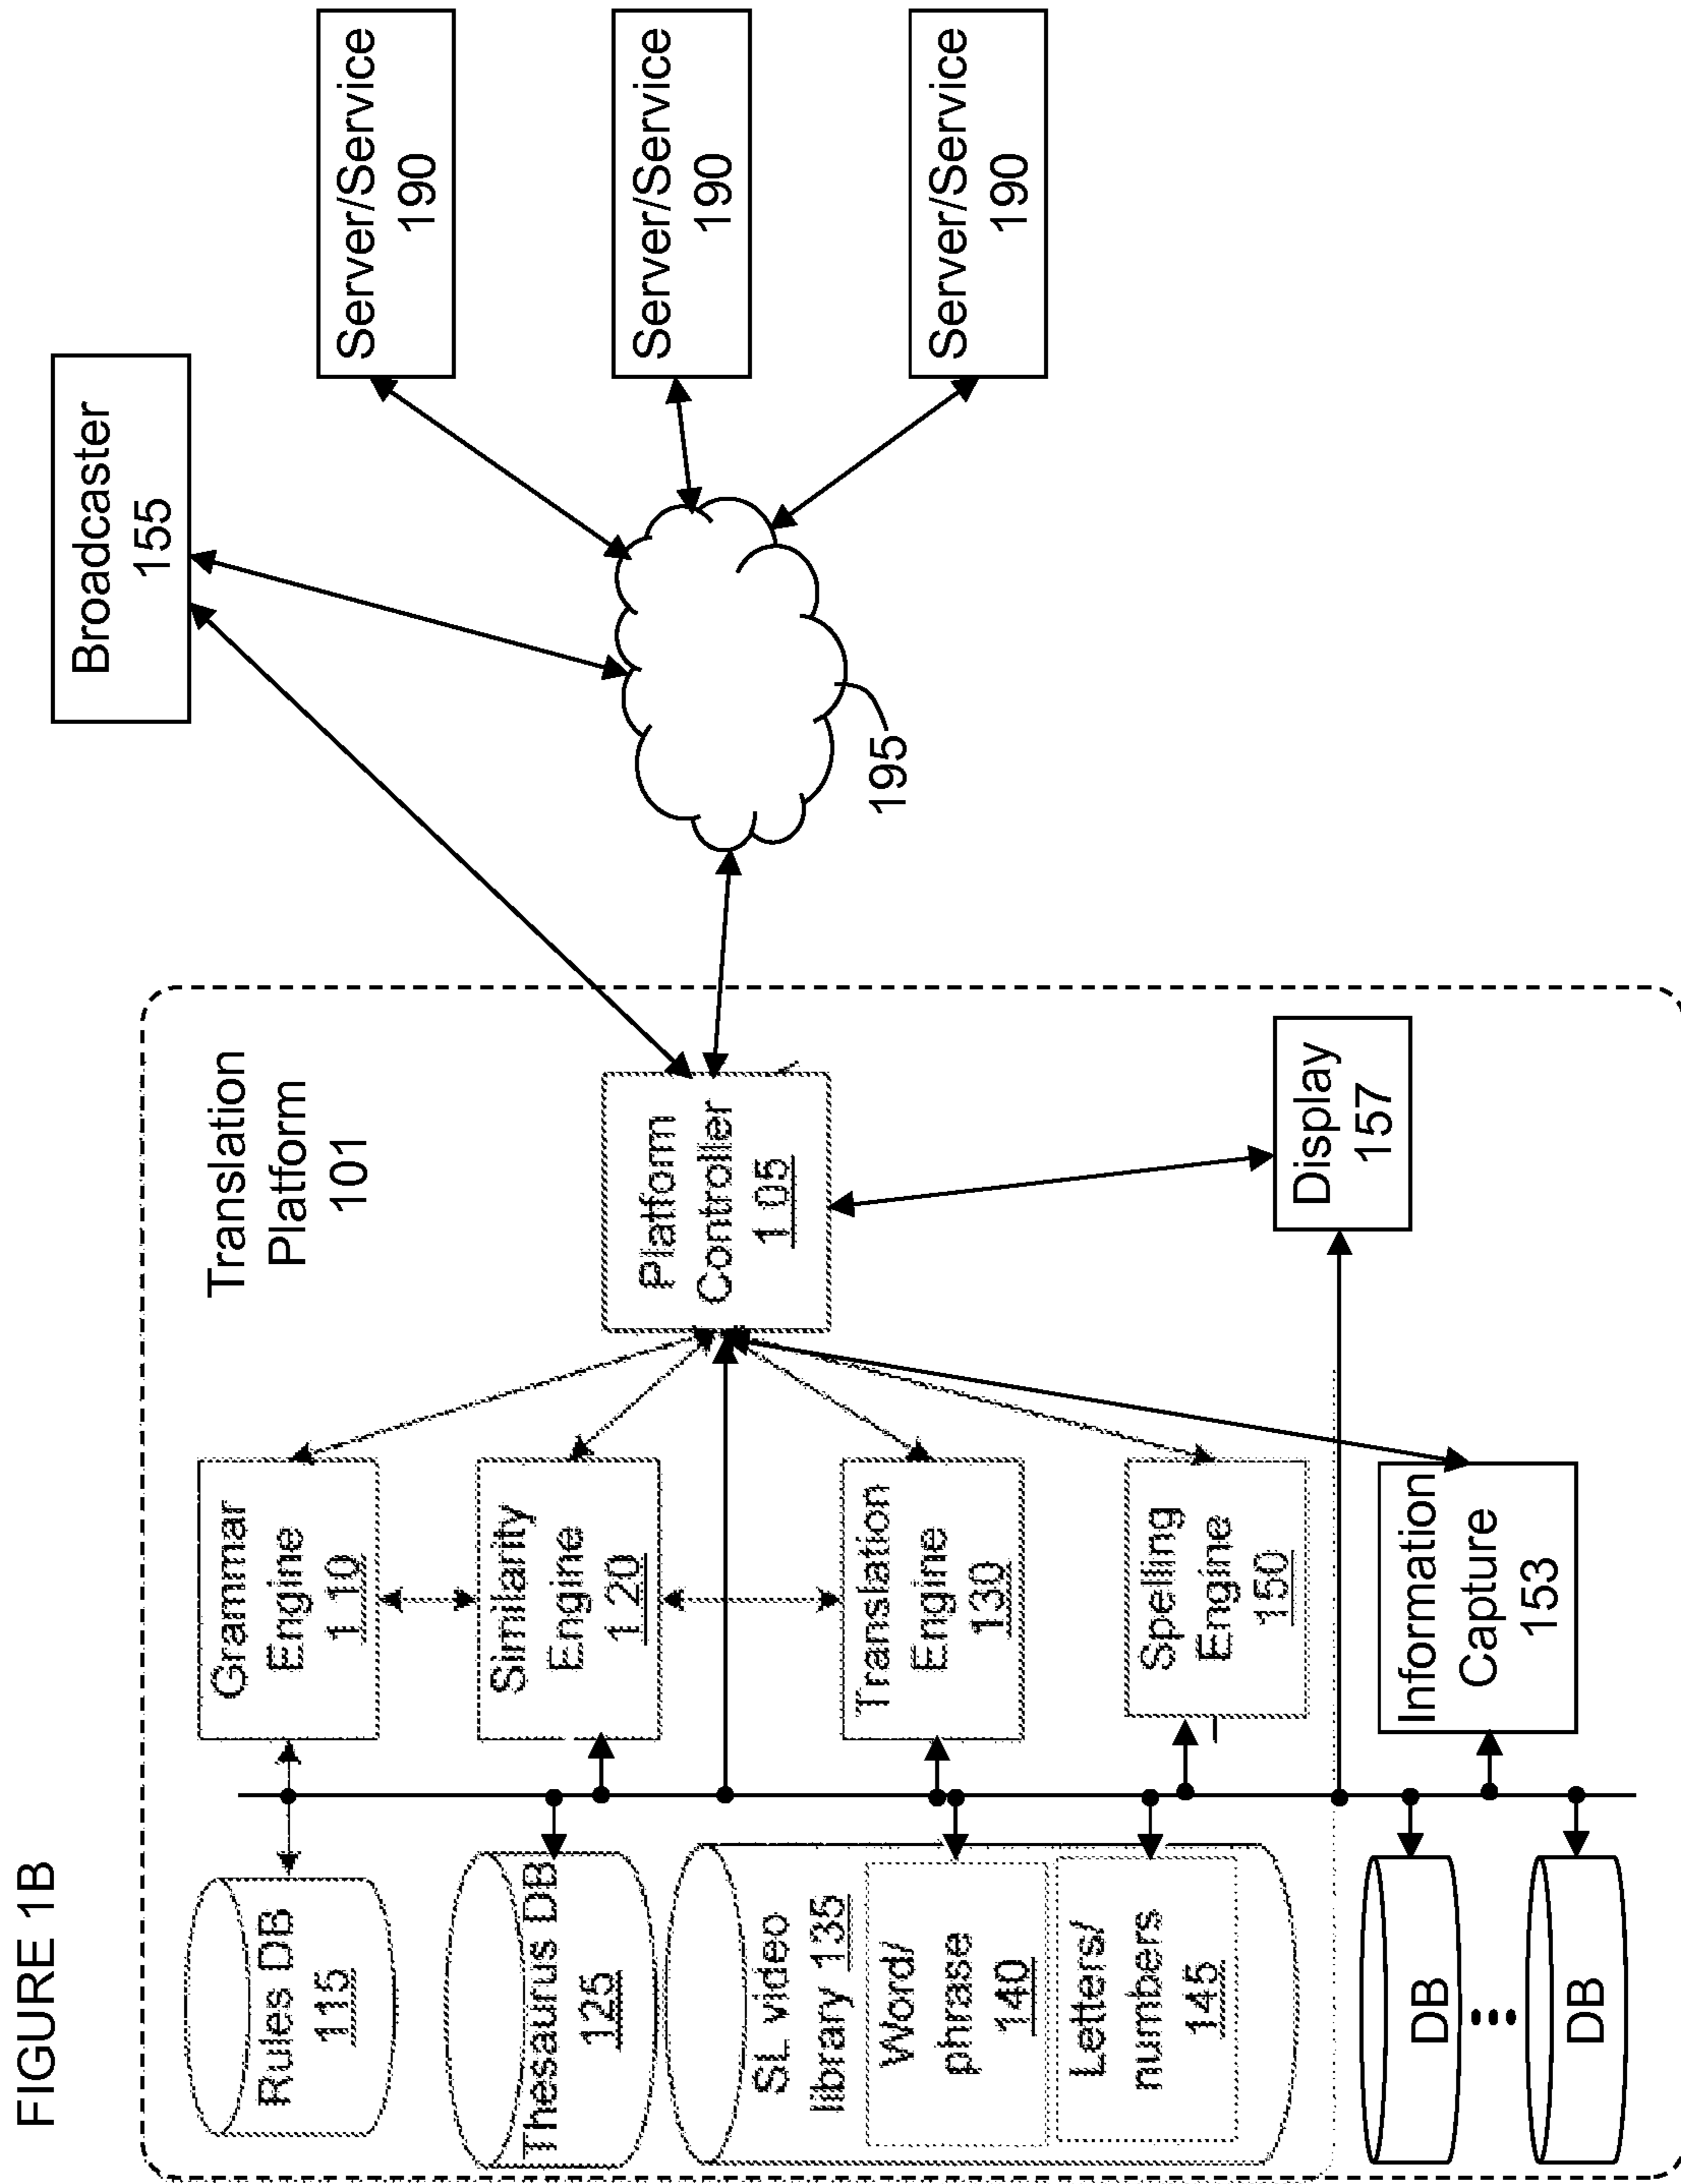 FIGURE 1B
Translation
Platform
101
Rules DB
115
Thesaurus DB
125
SL video
library 135
Word/
phrase
140
Letters/
numbers
145
DB
DB
Grammar
Engine
110
Similarity
Engine
120
Translation
Engine
130
Spelling
Engine
150
Information
Capture
153
Platform
Controller
105
Display
157
195
Broadcaster
155
Server/Service
190
Server/Service
190
Server/Service
190